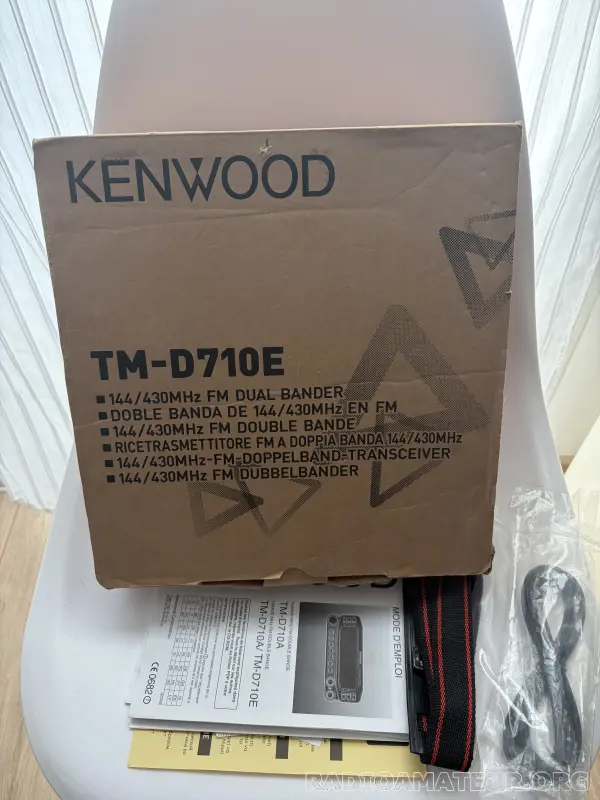 KENWOOD
TM-D710E
■ 144/430MHz FM DUAL BANDER
■ DOBLE BANDA DE 144/430MHz EN FM
■ 144/430MHz FM DOUBLE BANDE
■ RICETRASMETTITORE FM A DOPPIA BANDA 144/430MHz
■ 144/430MHz-FM-DOPPELBAND-TRANSCEIVER
■ 144/430MHz FM DUBBELBANDER
MODE D'EMPLOI
TM-D710A
TM-D710A/ TM-D710E
CE0682
RADIOAMATEUR.ORG